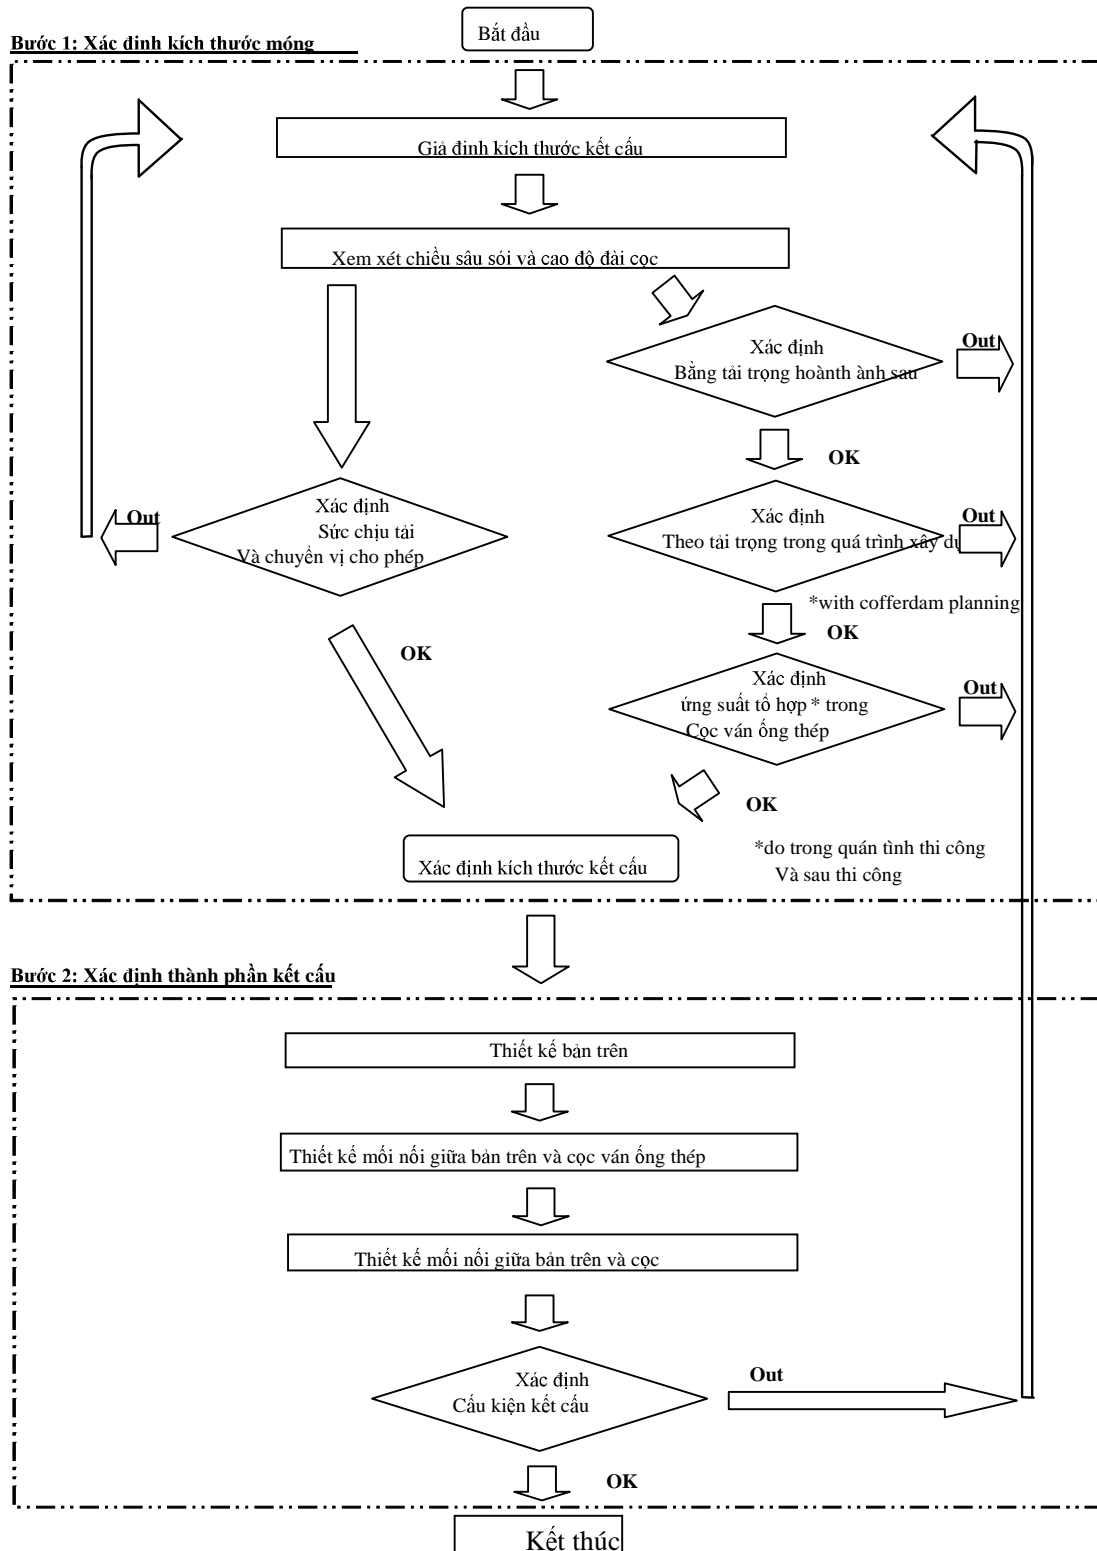 Bắt đầu
Bước 1: Xác đinh kích thước móng
Giả định kích thước kết cấu
Xem xét chiều sâu sói và cao độ đài cọc
Xác định
Bằng tải trọng hoànth ành sau
Out
OK
Xác định
Sức chịu tải
Và chuyển vị cho phép
Out
Xác định
Theo tải trọng trong quá trình xây dự
Out
*with cofferdam planning
OK
OK
Xác định
ứng suất tổ hợp * trong
Cọc ván ống thép
Out
OK
Xác định kích thước kết cấu
*do trong quán tình thi công
Và sau thi công
Bước 2: Xác định thành phần kết cấu
Thiết kế bản trên
Thiết kế mối nối giữa bản trên và cọc ván ống thép
Thiết kế mối nối giữa bản trên và cọc
Xác định
Cấu kiện kết cấu
Out
OK
Kết thúc